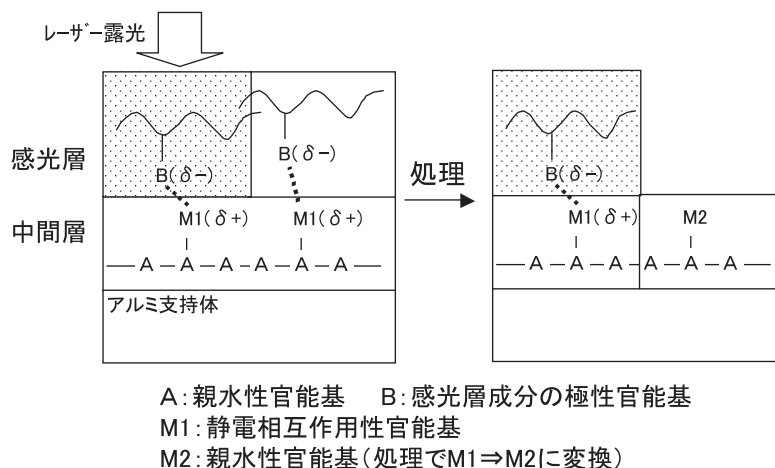 レーザー露光
感光層
B(δ−)
B(δ−)
中間層
M1(δ+)
M1(δ+)
A−A−A−A−A
アルミ支持体
処理
B(δ−)
M1(δ+)
M2
A−A−A−A−A−A
A:親水性官能基 B:感光層成分の極性官能基
M1:静電相互作用性官能基
M2:親水性官能基(処理でM1⇒M2に変換)